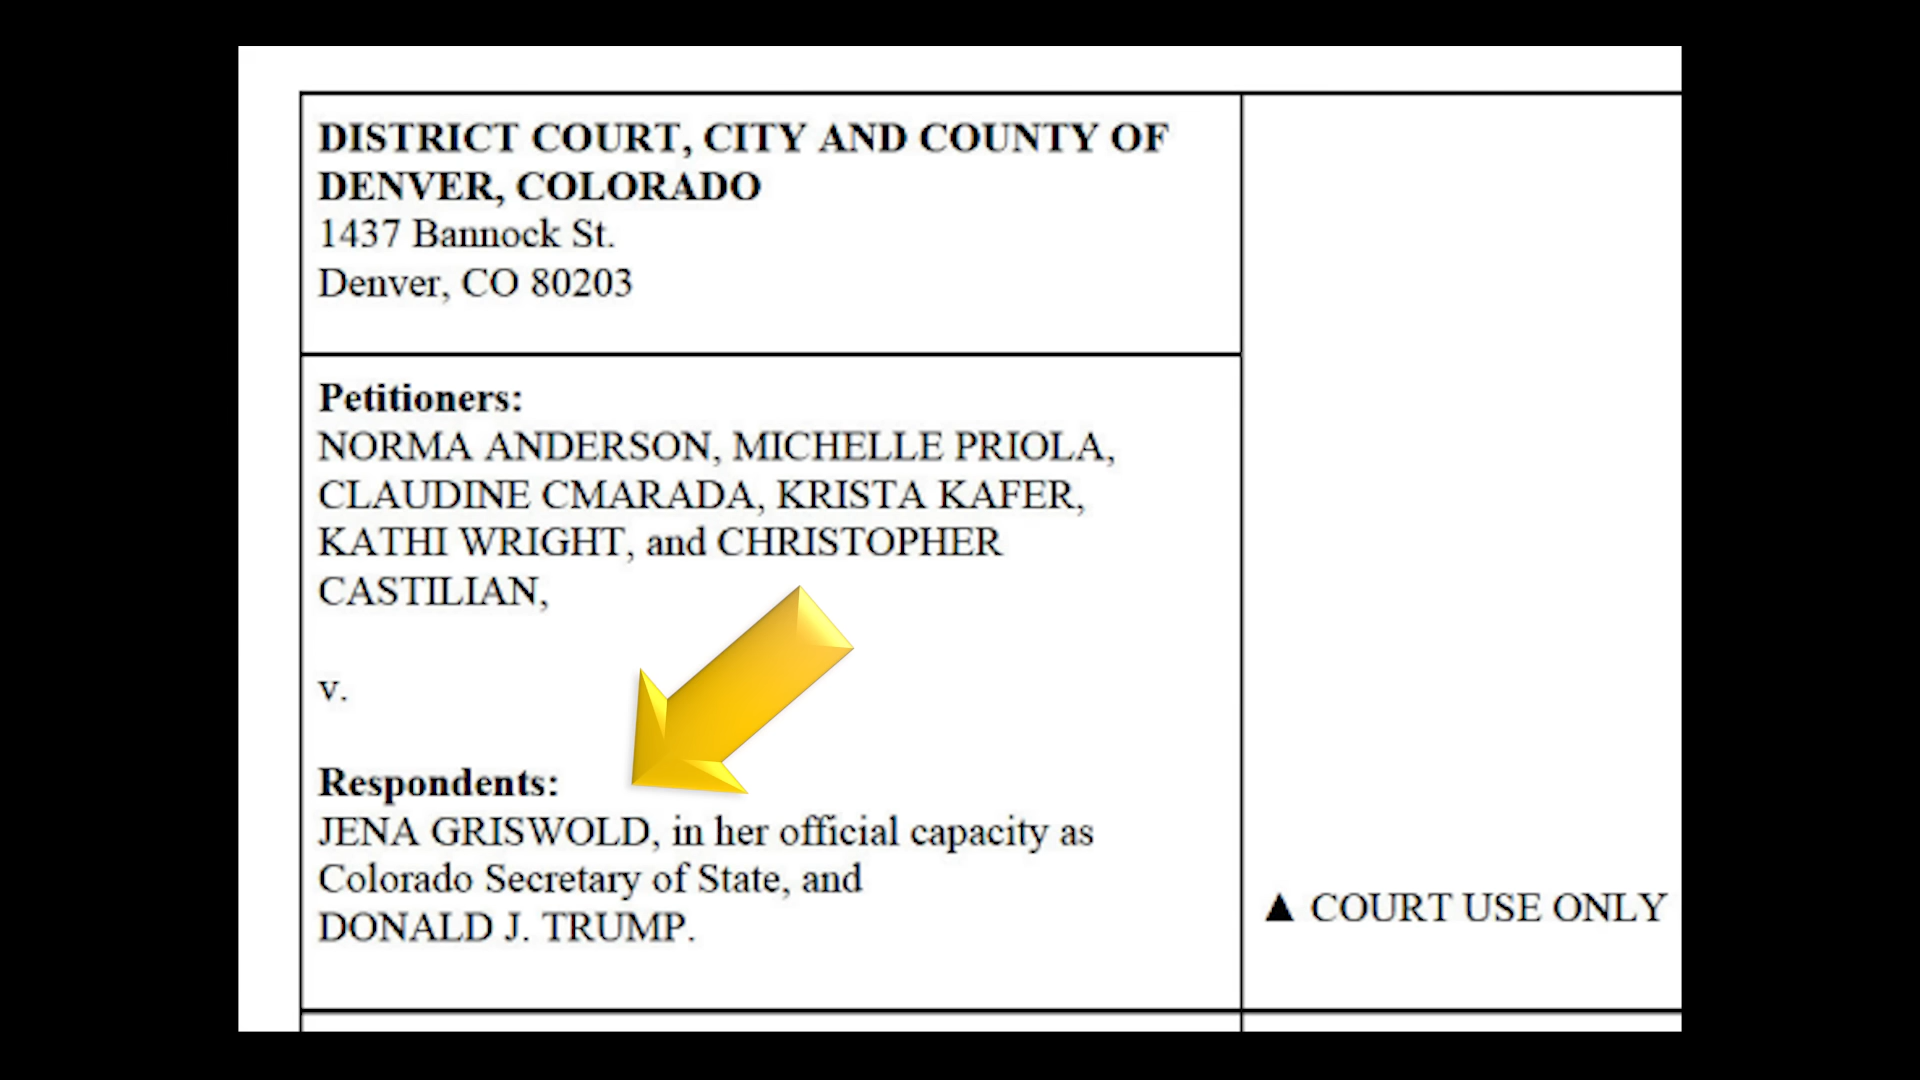 DISTRICT COURT, CITY AND COUNTY OF
DENVER, COLORADO
1437 Bannock St.
Denver, CO 80203
Petitioners:
NORMA ANDERSON, MICHELLE PRIOLA,
CLAUDINE CMARADA, KRISTA KAFER,
KATHI WRIGHT, and CHRISTOPHER
CASTILIAN,
v.
Respondents:
JENA GRISWOLD, in her official capacity as
Colorado Secretary of State, and
DONALD J. TRUMP.
▲ COURT USE ONLY